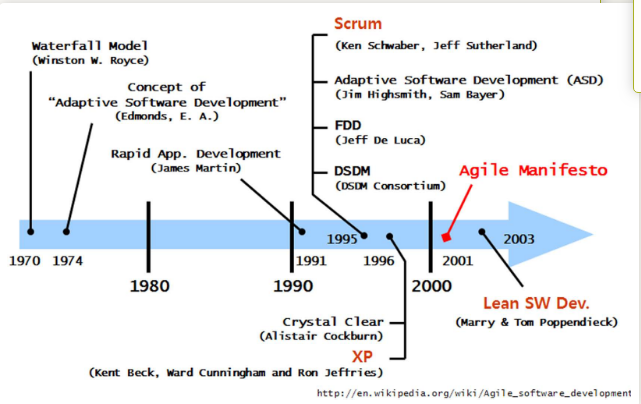 Scrum
(Ken Schwaber, Jeff Sutherland)
Waterfall Model
(Winston W. Royce)
Concept of
“Adaptive Software Development”
(Edmonds, E. A.)
Adaptive Software Development (ASD)
(Jim Highsmith, Sam Bayer)
FDD
(Jeff De Luca)
Rapid App. Development
(James Martin)
DSDM
(DSDM Consortium)
Agile Manifesto
1995
2003
1970
1974
1991
1996
2001
1980
1990
2000
Lean SW Dev.
(Marry & Tom Poppendieck)
Crystal Clear
(Alistair Cockburn)
XP
(Kent Beck, Ward Cunningham and Ron Jeffries)
http://en.wikipedia.org/wiki/Agile_software_development